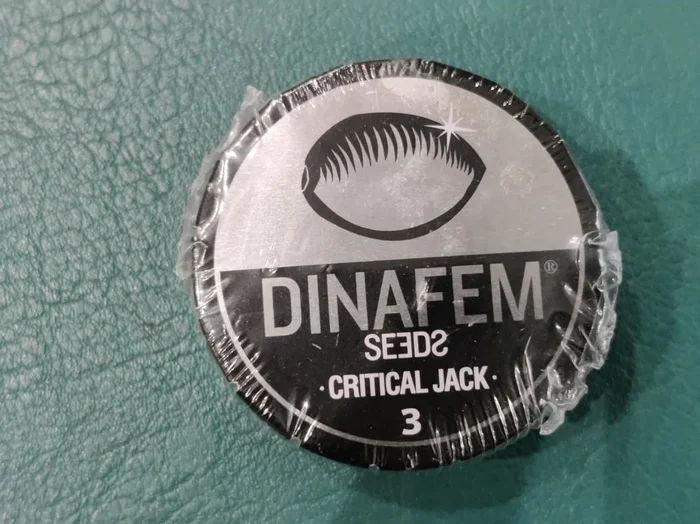 DINAFEM®
SEEDS
·CRITICAL JACK·
3